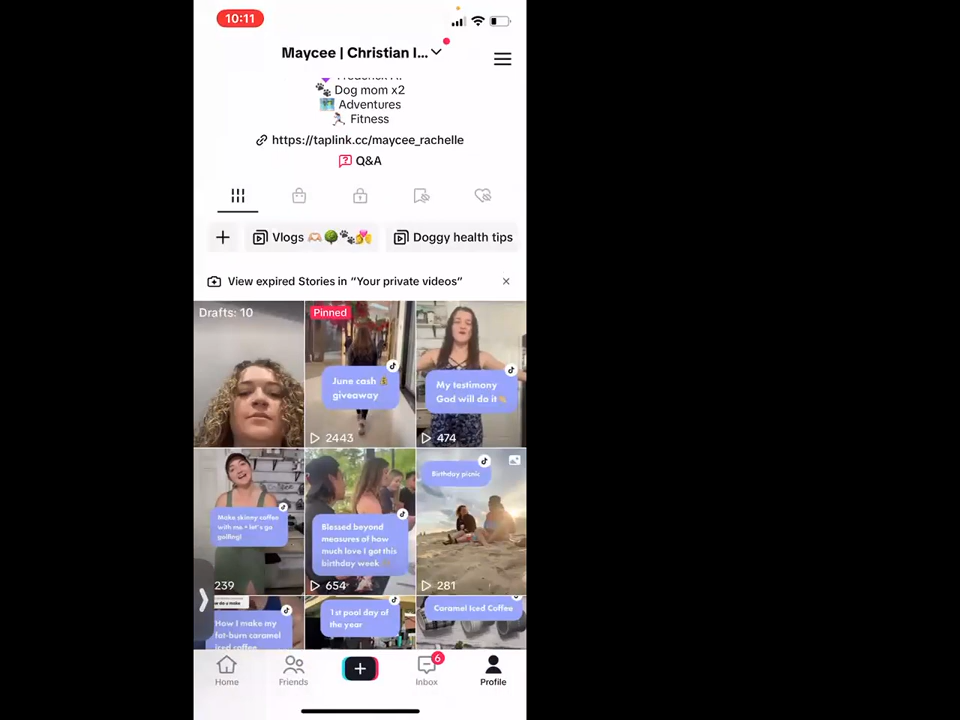 10:11
Maycee | Christian I...
Dog mom x2
Adventures
Fitness
https://taplink.cc/maycee_rachelle
Q&A
Vlogs
Doggy health tips
View expired Stories in “Your private videos”
Drafts: 10
Pinned
June cash
giveaway
2443
My testimony
God will do it
474
Make skinny coffee
with me + let's go
golfing!
239
Blessed beyond
measures of how
much love I got this
birthday week
654
Birthday picnic
281
How I make my
fat-burn caramel
iced coffee
1st pool day of
the year
Caramel Iced Coffee
Home
Friends
6
Inbox
Profile